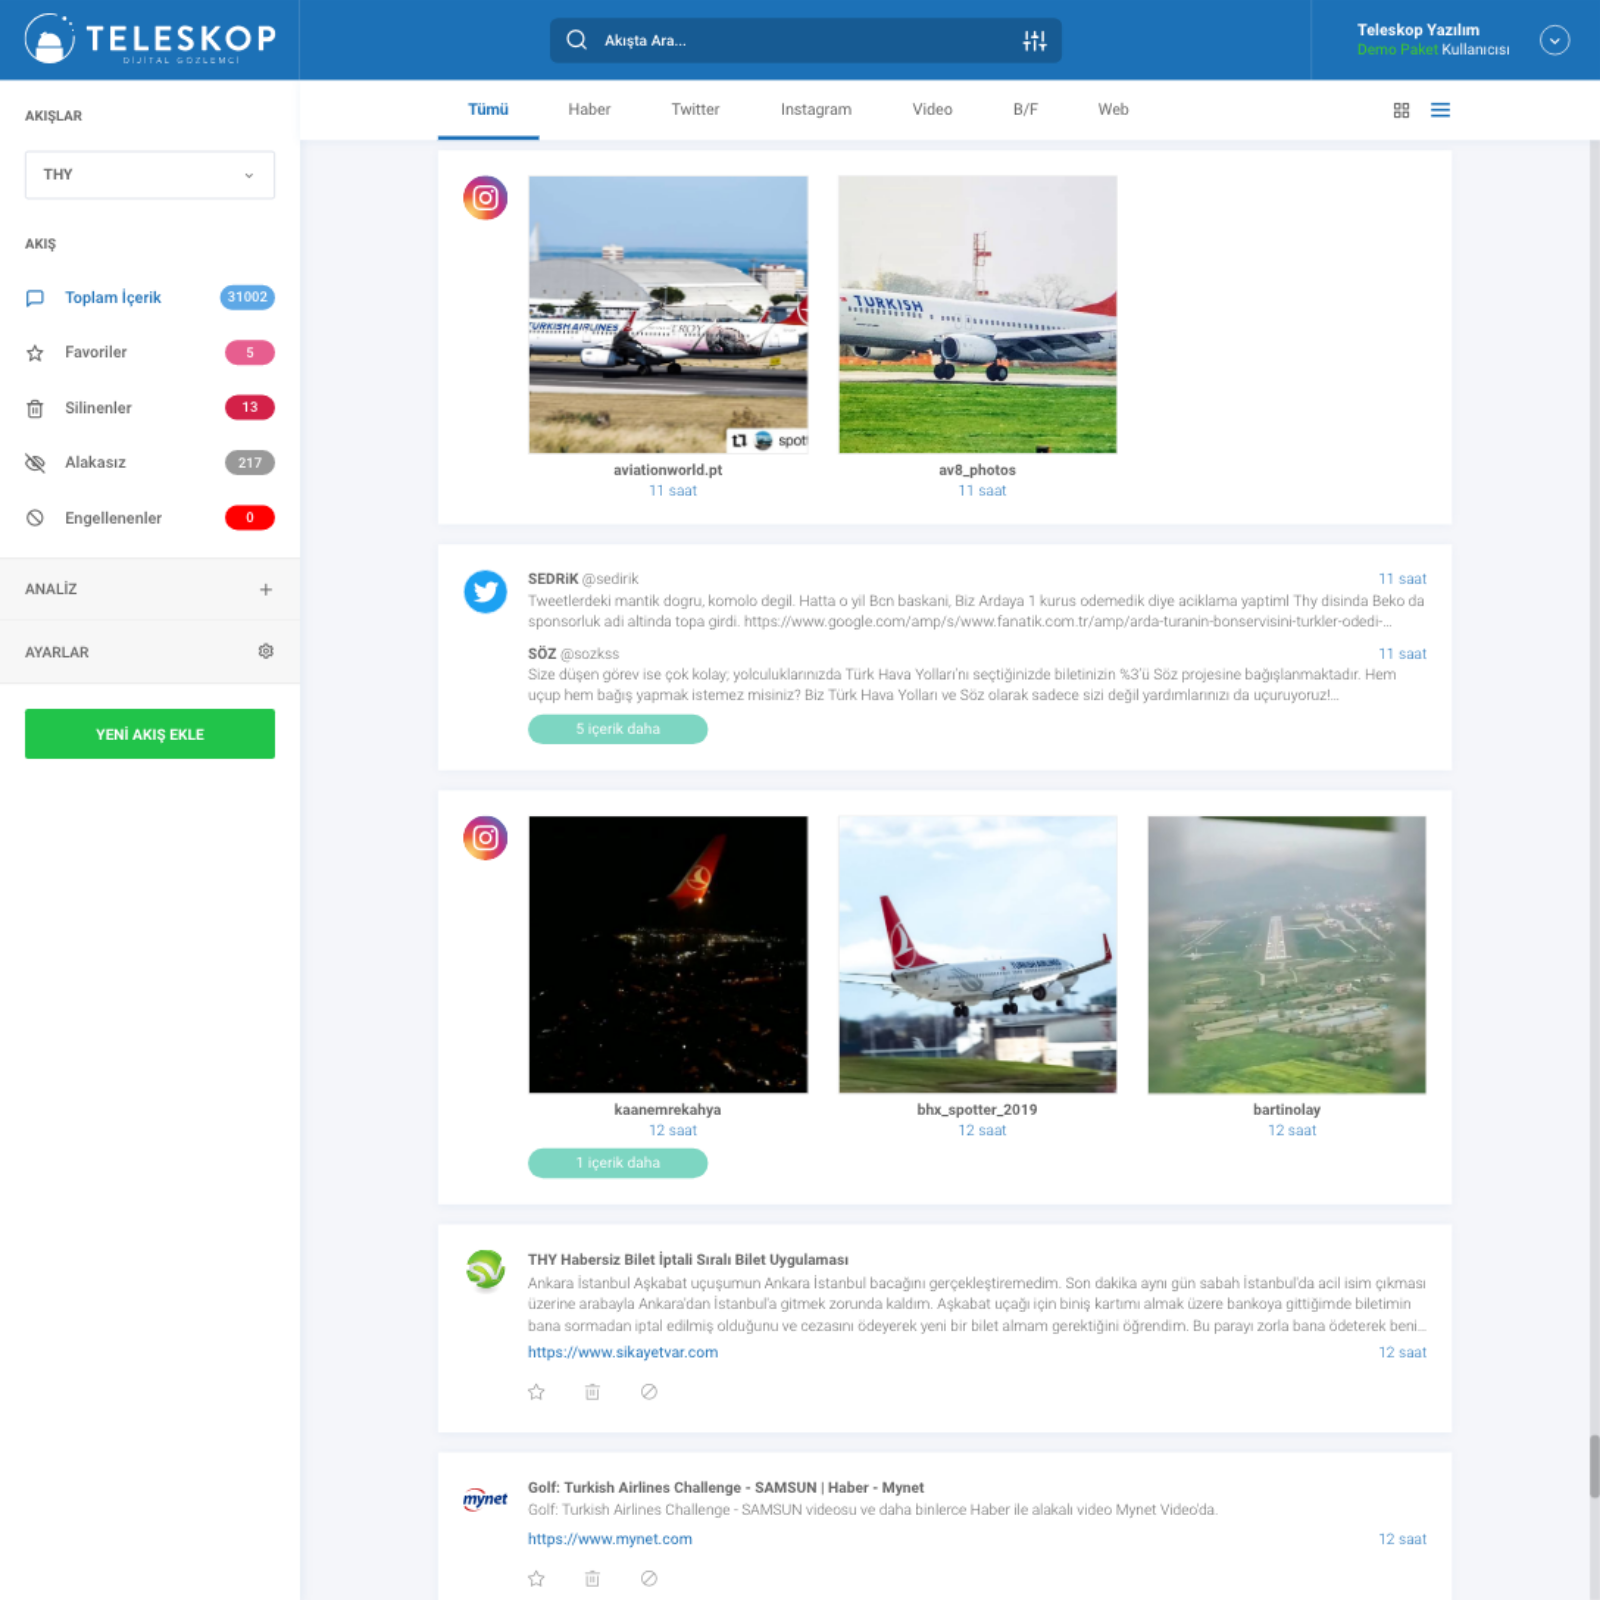 TELESKOP
DİJİTAL GÖZLEMCİ
Akışta Ara...
Teleskop Yazılım
Demo Paket Kullanıcısı
AKIŞLAR
THY
AKIŞ
Toplam İçerik 31002
Favoriler 5
Silinenler 13
Alakasız 217
Engellenenler 0
ANALİZ
AYARLAR
YENİ AKIŞ EKLE
Tümü Haber Twitter Instagram Video B/F Web
TURKISH AIRLINES
TROY
spot
TURKISH
aviationworld.pt
11 saat
av8_photos
11 saat
SEDRiK @sedirik 11 saat
Tweetlerdeki mantik dogru, komolo degil. Hatta o yil Bcn baskani, Biz Ardaya 1 kurus odemedik diye aciklama yaptiml Thy disinda Beko da
sponsorluk adi altinda topa girdi. https://www.google.com/amp/s/www.fanatik.com.tr/amp/arda-turanin-bonservisini-turkler-odedi-...
SÖZ @sozkss 11 saat
Size düşen görev ise çok kolay; yolculuklarınızda Türk Hava Yolları'nı seçtiğinizde biletinizin %3'ü Söz projesine bağışlanmaktadır. Hem
uçup hem bağış yapmak istemez misiniz? Biz Türk Hava Yolları ve Söz olarak sadece sizi değil yardımlarınızı da uçuruyoruz!...
5 içerik daha
TURKISH AIRLINES
kaanemrekahya
12 saat
bhx_spotter_2019
12 saat
bartinolay
12 saat
1 içerik daha
SV
THY Habersiz Bilet İptali Sıralı Bilet Uygulaması
Ankara İstanbul Aşkabat uçuşumun Ankara İstanbul bacağını gerçekleştiremedim. Son dakika aynı gün sabah İstanbul'da acil isim çıkması
üzerine arabayla Ankara'dan İstanbul'a gitmek zorunda kaldım. Aşkabat uçağı için biniş kartımı almak üzere bankoya gittiğimde biletimin
bana sormadan iptal edilmiş olduğunu ve cezasını ödeyerek yeni bir bilet almam gerektiğini öğrendim. Bu parayı zorla bana ödeterek beni...
https://www.sikayetvar.com 12 saat
mynet
Golf: Turkish Airlines Challenge - SAMSUN | Haber - Mynet
Golf: Turkish Airlines Challenge - SAMSUN videosu ve daha binlerce Haber ile alakalı video Mynet Video'da.
https://www.mynet.com 12 saat